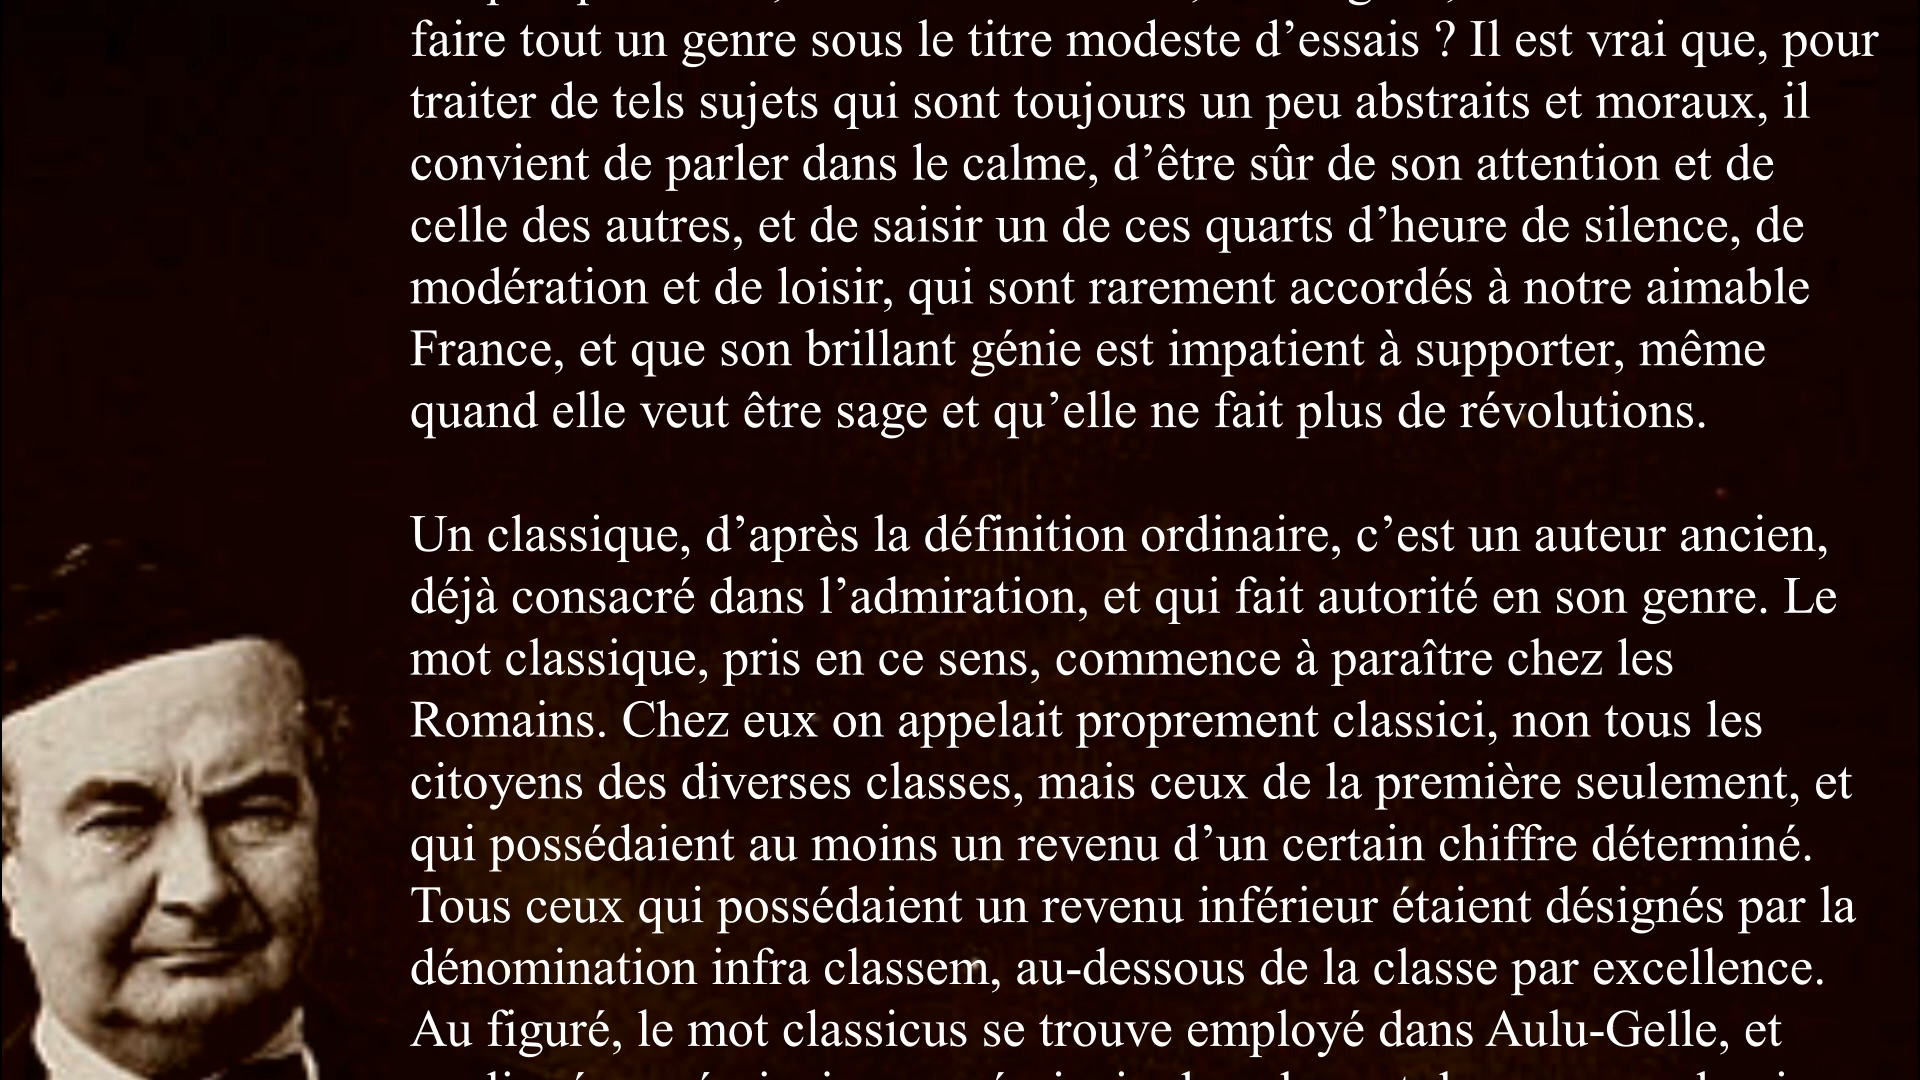 faire tout un genre sous le titre modeste d’essais ? Il est vrai que, pour
traiter de tels sujets qui sont toujours un peu abstraits et moraux, il
convient de parler dans le calme, d’être sûr de son attention et de
celle des autres, et de saisir un de ces quarts d’heure de silence, de
modération et de loisir, qui sont rarement accordés à notre aimable
France, et que son brillant génie est impatient à supporter, même
quand elle veut être sage et qu’elle ne fait plus de révolutions.
Un classique, d’après la définition ordinaire, c’est un auteur ancien,
déjà consacré dans l’admiration, et qui fait autorité en son genre. Le
mot classique, pris en ce sens, commence à paraître chez les
Romains. Chez eux on appelait proprement classici, non tous les
citoyens des diverses classes, mais ceux de la première seulement, et
qui possédaient au moins un revenu d’un certain chiffre déterminé.
Tous ceux qui possédaient un revenu inférieur étaient désignés par la
dénomination infra classem, au-dessous de la classe par excellence.
Au figuré, le mot classicus se trouve employé dans Aulu-Gelle, et